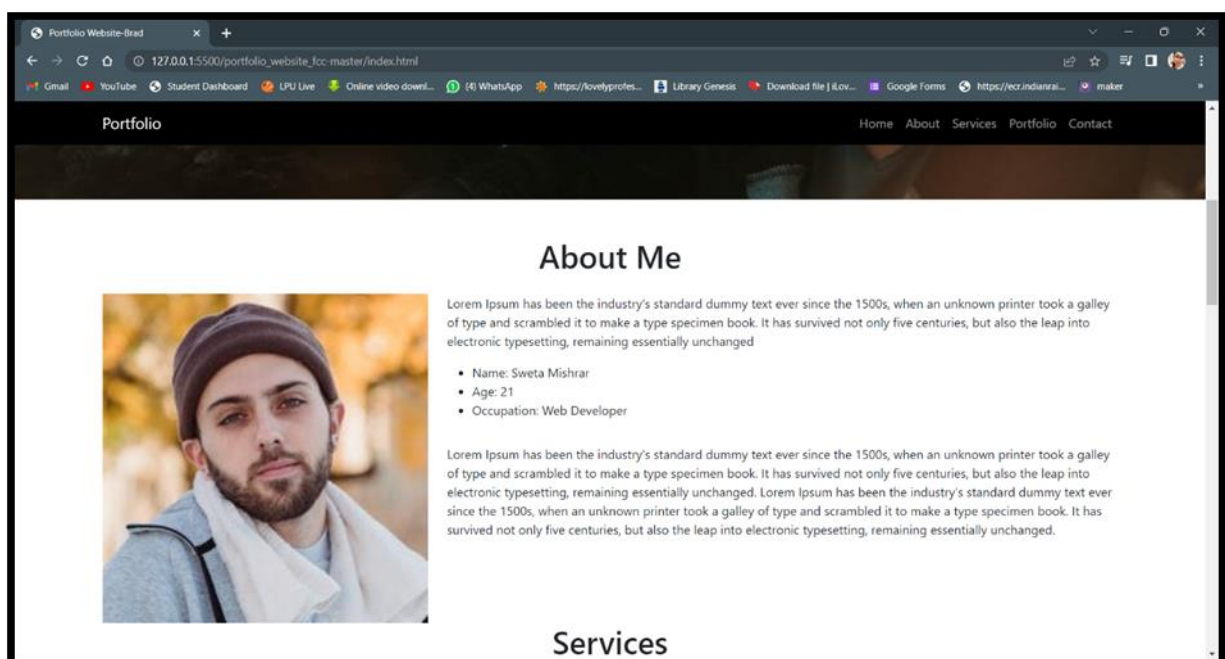 Portfolio Website-Brad
127.0.0.1:5500/portfolio_website_fcc-master/index.html
Gmail YouTube Student Dashboard LPU Live Online video downl... (4) WhatsApp https://lovelyprofes... Library Genesis Download file | iLov... Google Forms https://ecr.indianrai... maker
Portfolio Home About Services Portfolio Contact
About Me
Lorem Ipsum has been the industry's standard dummy text ever since the 1500s, when an unknown printer took a galley
of type and scrambled it to make a type specimen book. It has survived not only five centuries, but also the leap into
electronic typesetting, remaining essentially unchanged
• Name: Sweta Mishrar
• Age: 21
• Occupation: Web Developer
Lorem Ipsum has been the industry's standard dummy text ever since the 1500s, when an unknown printer took a galley
of type and scrambled it to make a type specimen book. It has survived not only five centuries, but also the leap into
electronic typesetting, remaining essentially unchanged. Lorem Ipsum has been the industry's standard dummy text ever
since the 1500s, when an unknown printer took a galley of type and scrambled it to make a type specimen book. It has
survived not only five centuries, but also the leap into electronic typesetting, remaining essentially unchanged.
Services